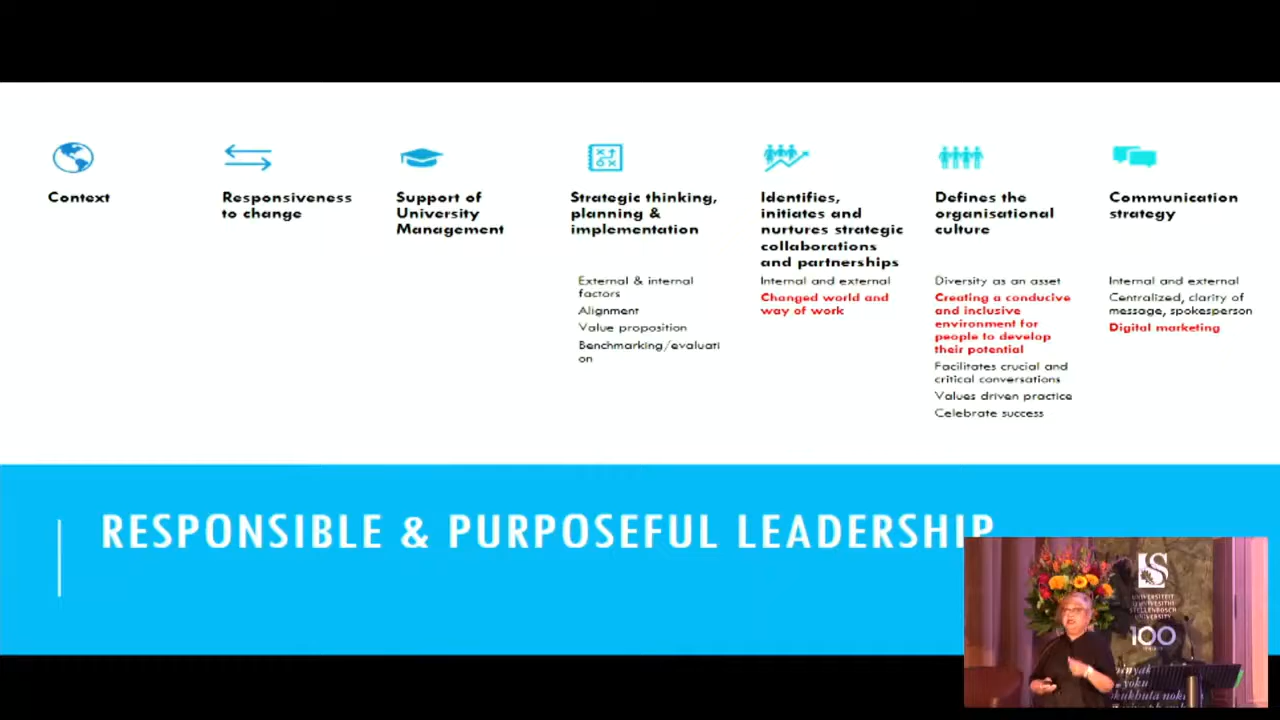 Context
Responsiveness
to change
Support of
University
Management
Strategic thinking,
planning &
implementation
External & internal
factors
Alignment
Value proposition
Benchmarking/evaluati
on
Identifies,
initiates and
nurtures strategic
collaborations
and partnerships
Internal and external
Changed world and
way of work
Defines the
organisational
culture
Diversity as an asset
Creating a conducive
and inclusive
environment for
people to develop
their potential
Facilitates crucial and
critical conversations
Values driven practice
Celebrate success
Communication
strategy
Internal and external
Centralized, clarity of
message, spokesperson
Digital marketing
RESPONSIBLE & PURPOSEFUL LEADERSHIP
UNIVERSITEIT
STELLENBOSCH
UNIVERSITY
100
yoku